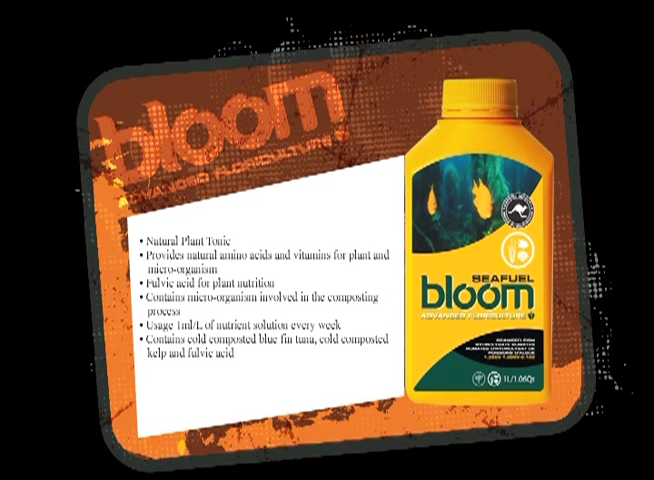 bloom
ADVANCED FLORICULTURE
• Natural Plant Tonic
• Provides natural amino acids and vitamins for plant and
micro-organism
• Fulvic acid for plant nutrition
• Contains micro-organism involved in the composting
process
• Usage 1ml/L of nutrient solution every week
• Contains cold composted blue fin tuna, cold composted
kelp and fulvic acid
SEAFUEL
bloom
ADVANCED FLORICULTURE
1L/1.06Qt